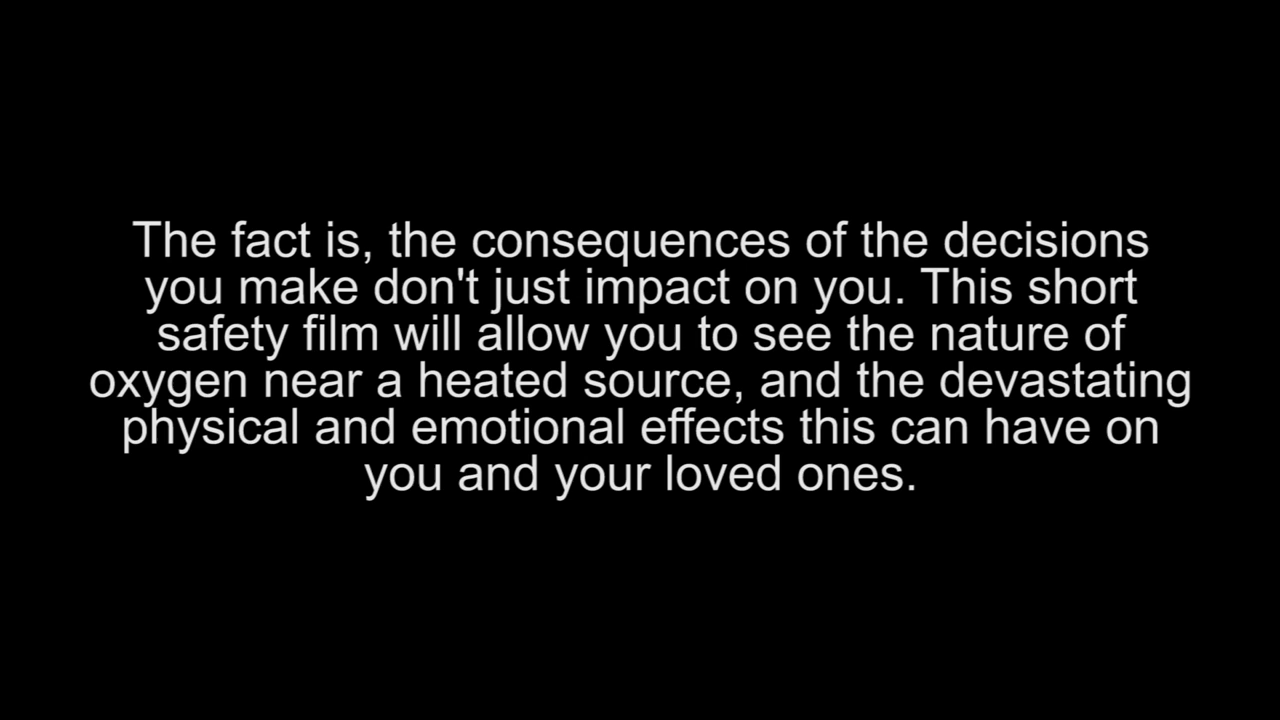 The fact is, the consequences of the decisions
you make don't just impact on you. This short
safety film will allow you to see the nature of
oxygen near a heated source, and the devastating
physical and emotional effects this can have on
you and your loved ones.